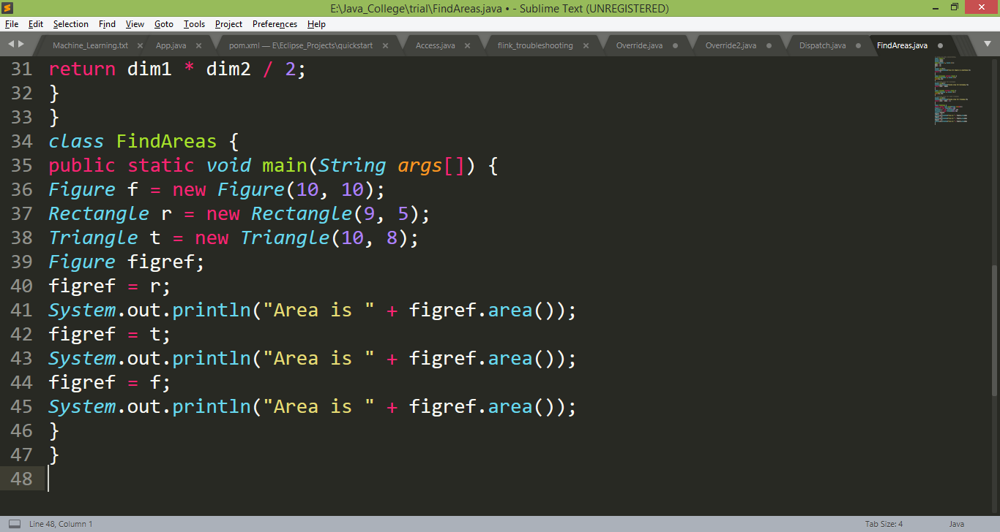 E:\Java_College\trial\FindAreas.java • - Sublime Text (UNREGISTERED)
File Edit Selection Find View Goto Tools Project Preferences Help
Machine_Learning.txt App.java pom.xml — E\Eclipse_Projects\quickstart Access.java flink_troubleshooting Override.java Override2.java Dispatch.java FindAreas.java
31 return dim1 * dim2 / 2;
32 }
33 }
34 class FindAreas {
35 public static void main(String args[]) {
36 Figure f = new Figure(10, 10);
37 Rectangle r = new Rectangle(9, 5);
38 Triangle t = new Triangle(10, 8);
39 Figure figref;
40 figref = r;
41 System.out.println("Area is " + figref.area());
42 figref = t;
43 System.out.println("Area is " + figref.area());
44 figref = f;
45 System.out.println("Area is " + figref.area());
46 }
47 }
48
Line 48, Column 1 Tab Size: 4 Java